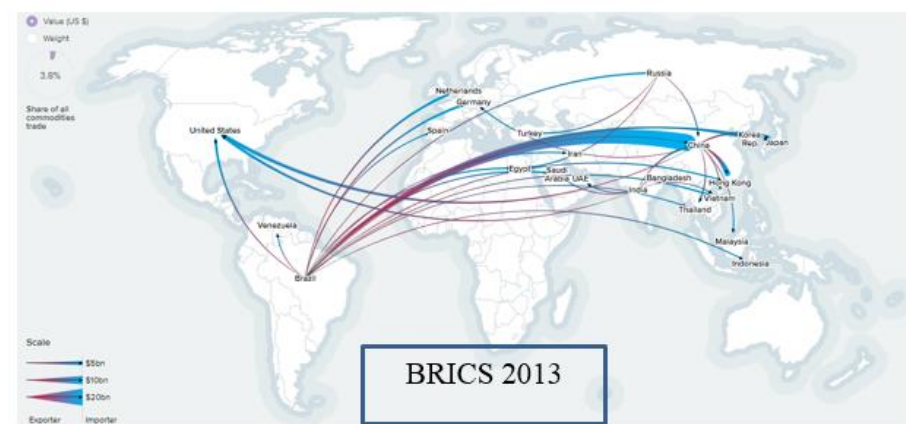 Value (US $)
Weight
3.8%
Share of all
commodities
trade
Russia
Netherlands
Germany
Spain
Turkey
United States
Korea
Rep.
Japan
China
Iran
Egypt
Saudi
Arabia
UAE
Bangladesh
Hong Kong
India
Vietnam
Thailand
Venezuela
Malaysia
Indonesia
Brazil
Scale
$5bn
$10bn
$20bn
Exporter Importer
BRICS 2013